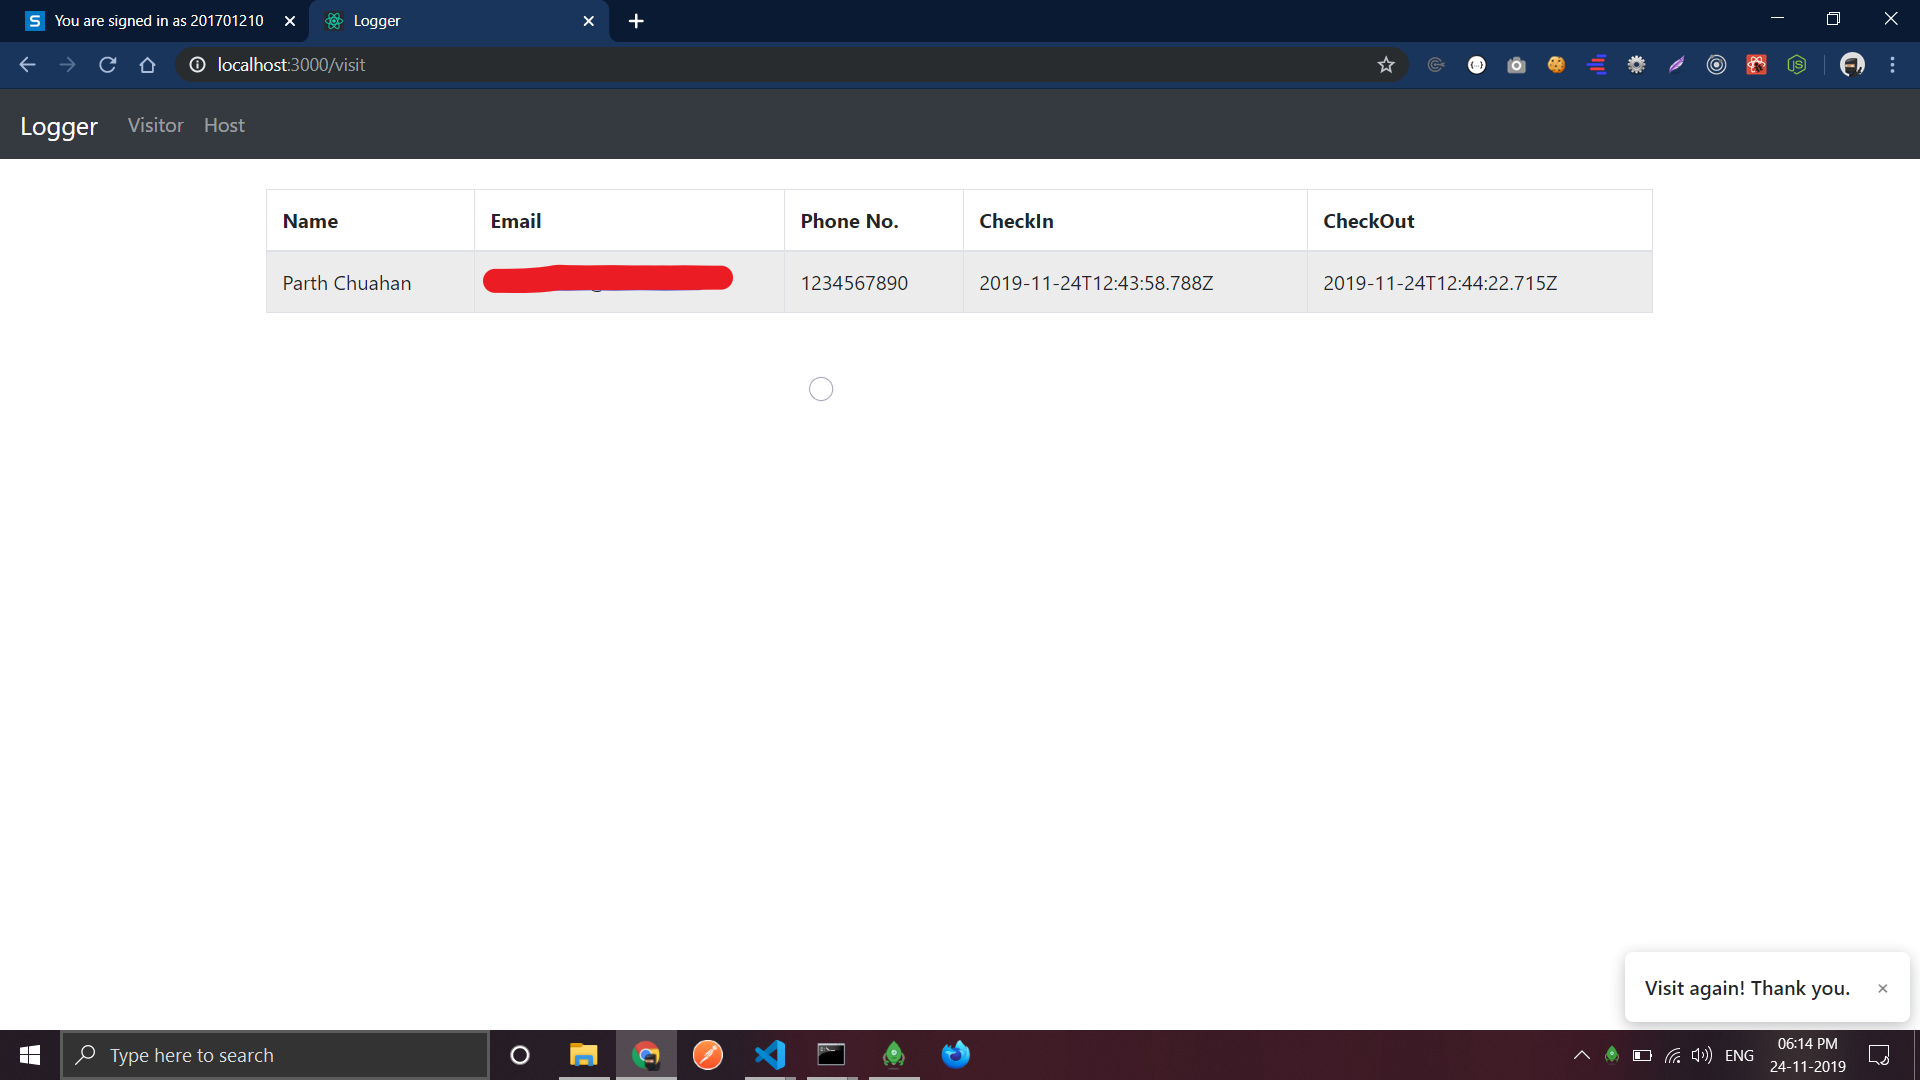 You are signed in as 201701210
Logger
localhost:3000/visit
Logger Visitor Host
Name Email Phone No. CheckIn CheckOut
Parth Chuahan 1234567890 2019-11-24T12:43:58.788Z 2019-11-24T12:44:22.715Z
Visit again! Thank you.
Type here to search
ENG
06:14 PM
24-11-2019